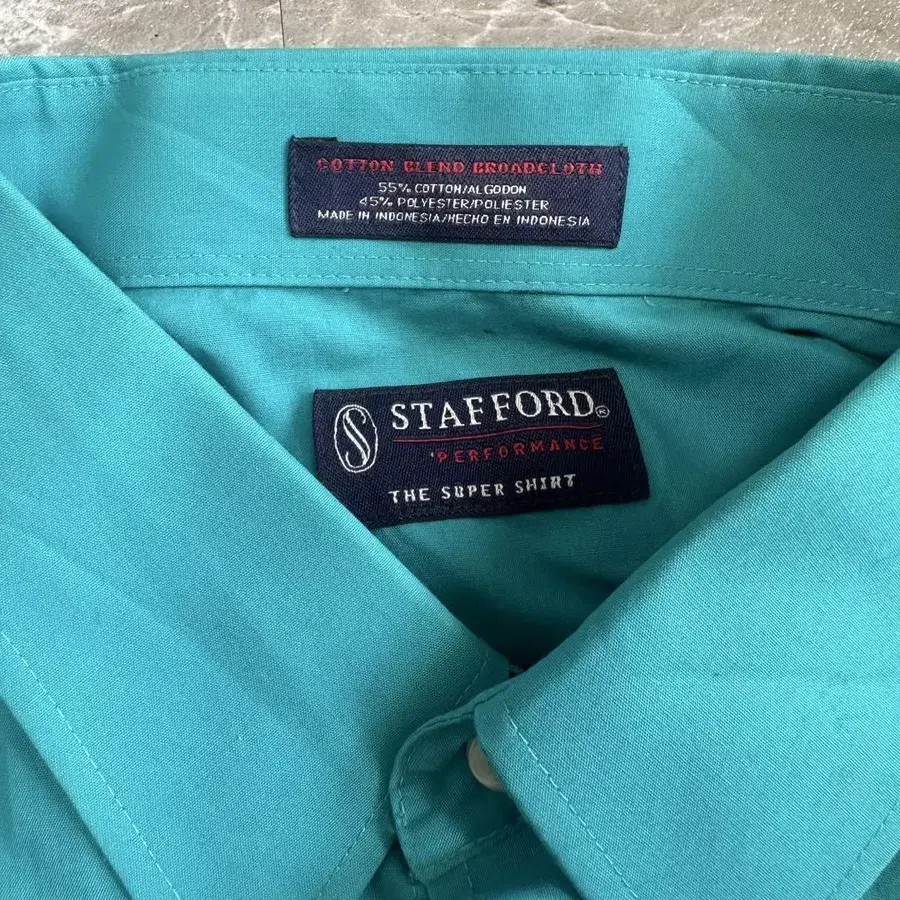 COTTON BLEND BROADCLOTH
55% COTTON/ALGODON
45% POLYESTER/POLIESTER
MADE IN INDONESIA/HECHO EN INDONESIA
S STAFFORD®
PERFORMANCE
THE SUPER SHIRT